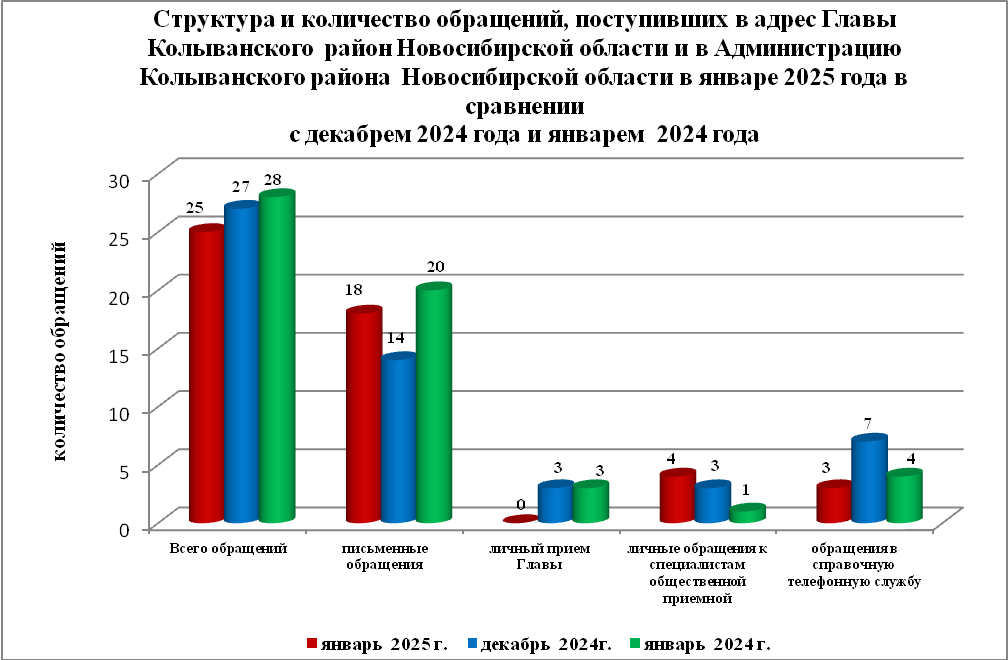 Структура и количество обращений, поступивших в адрес Главы
Колыванского район Новосибирской области и в Администрацию
Колыванского района Новосибирской области в январе 2025 года в
сравнении
с декабрем 2024 года и январем 2024 года
количество обращений
30
25
20
15
10
5
0
25
27
28
18
14
20
0
3
3
4
3
1
3
7
4
Всего обращений
письменные
обращения
личный прием
Главы
личные обращения к
специалистам
общественной
приемной
обращения в
справочную
телефонную службу
январь 2025 г.
декабрь 2024г.
январь 2024 г.